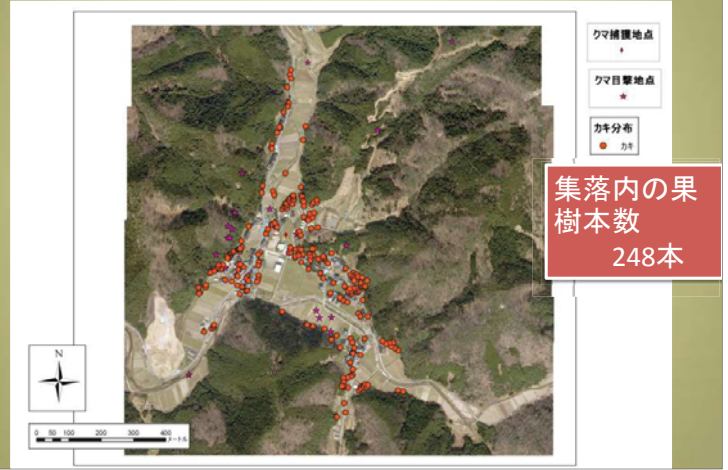 クマ捕獲地点
クマ目撃地点
カキ分布
カキ
集落内の果
樹本数
248本
N
0 50 100 200 300 400
メートル